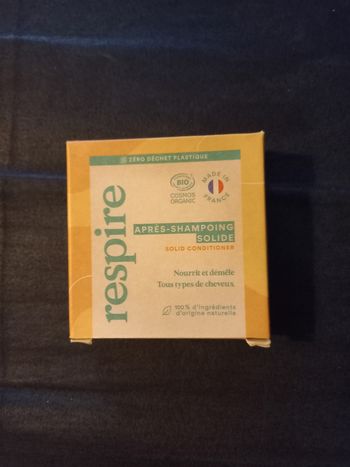 ZÉRO DÉCHET PLASTIQUE
respire
BIO
COSMOS
ORGANIC
MADE IN
FRANCE
APRÈS-SHAMPOING
SOLIDE
SOLID CONDITIONER
Nourrit et démêle
Tous types de cheveux.
100% d'ingrédients
d'origine naturelle